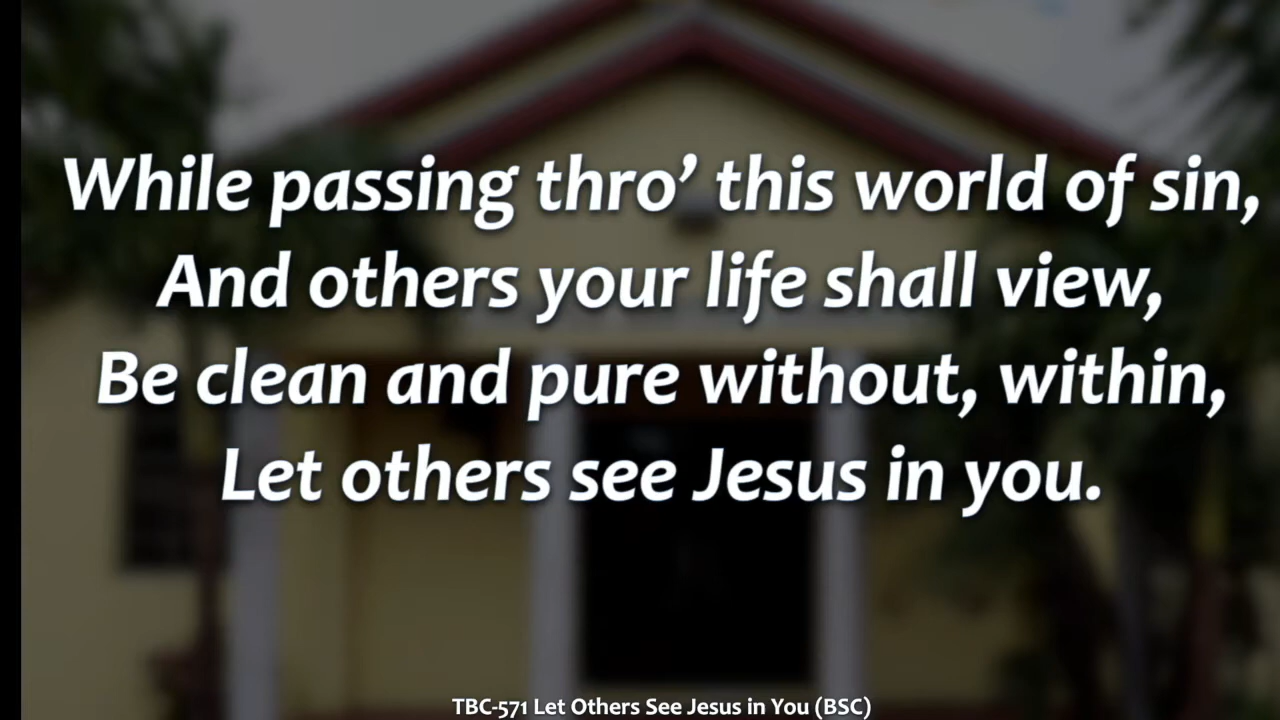 While passing thro’ this world of sin,
And others your life shall view,
Be clean and pure without, within,
Let others see Jesus in you.
TBC-571 Let Others See Jesus in You (BSC)